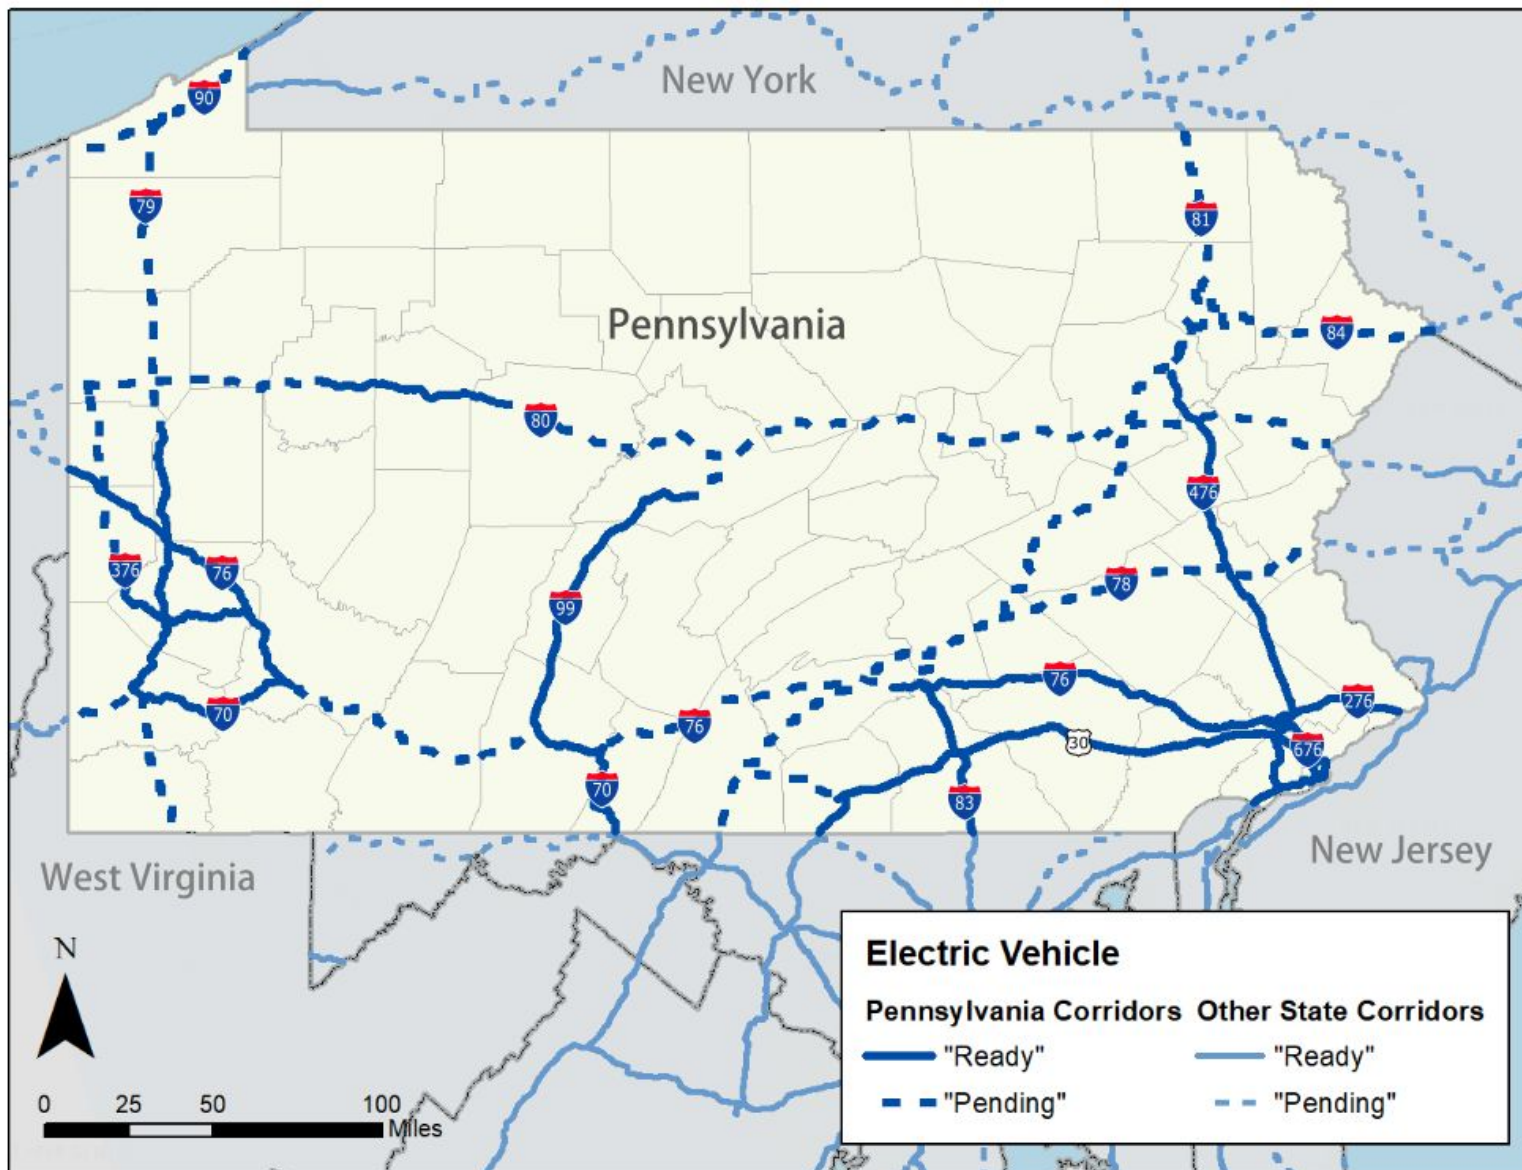 New York
90
79
81
Pennsylvania
84
80
476
376
76
78
99
76
70
276
76
30
676
70
83
West Virginia
New Jersey
N
0 25 50 100
Miles
Electric Vehicle
Pennsylvania Corridors Other State Corridors
"Ready" "Ready"
"Pending" "Pending"